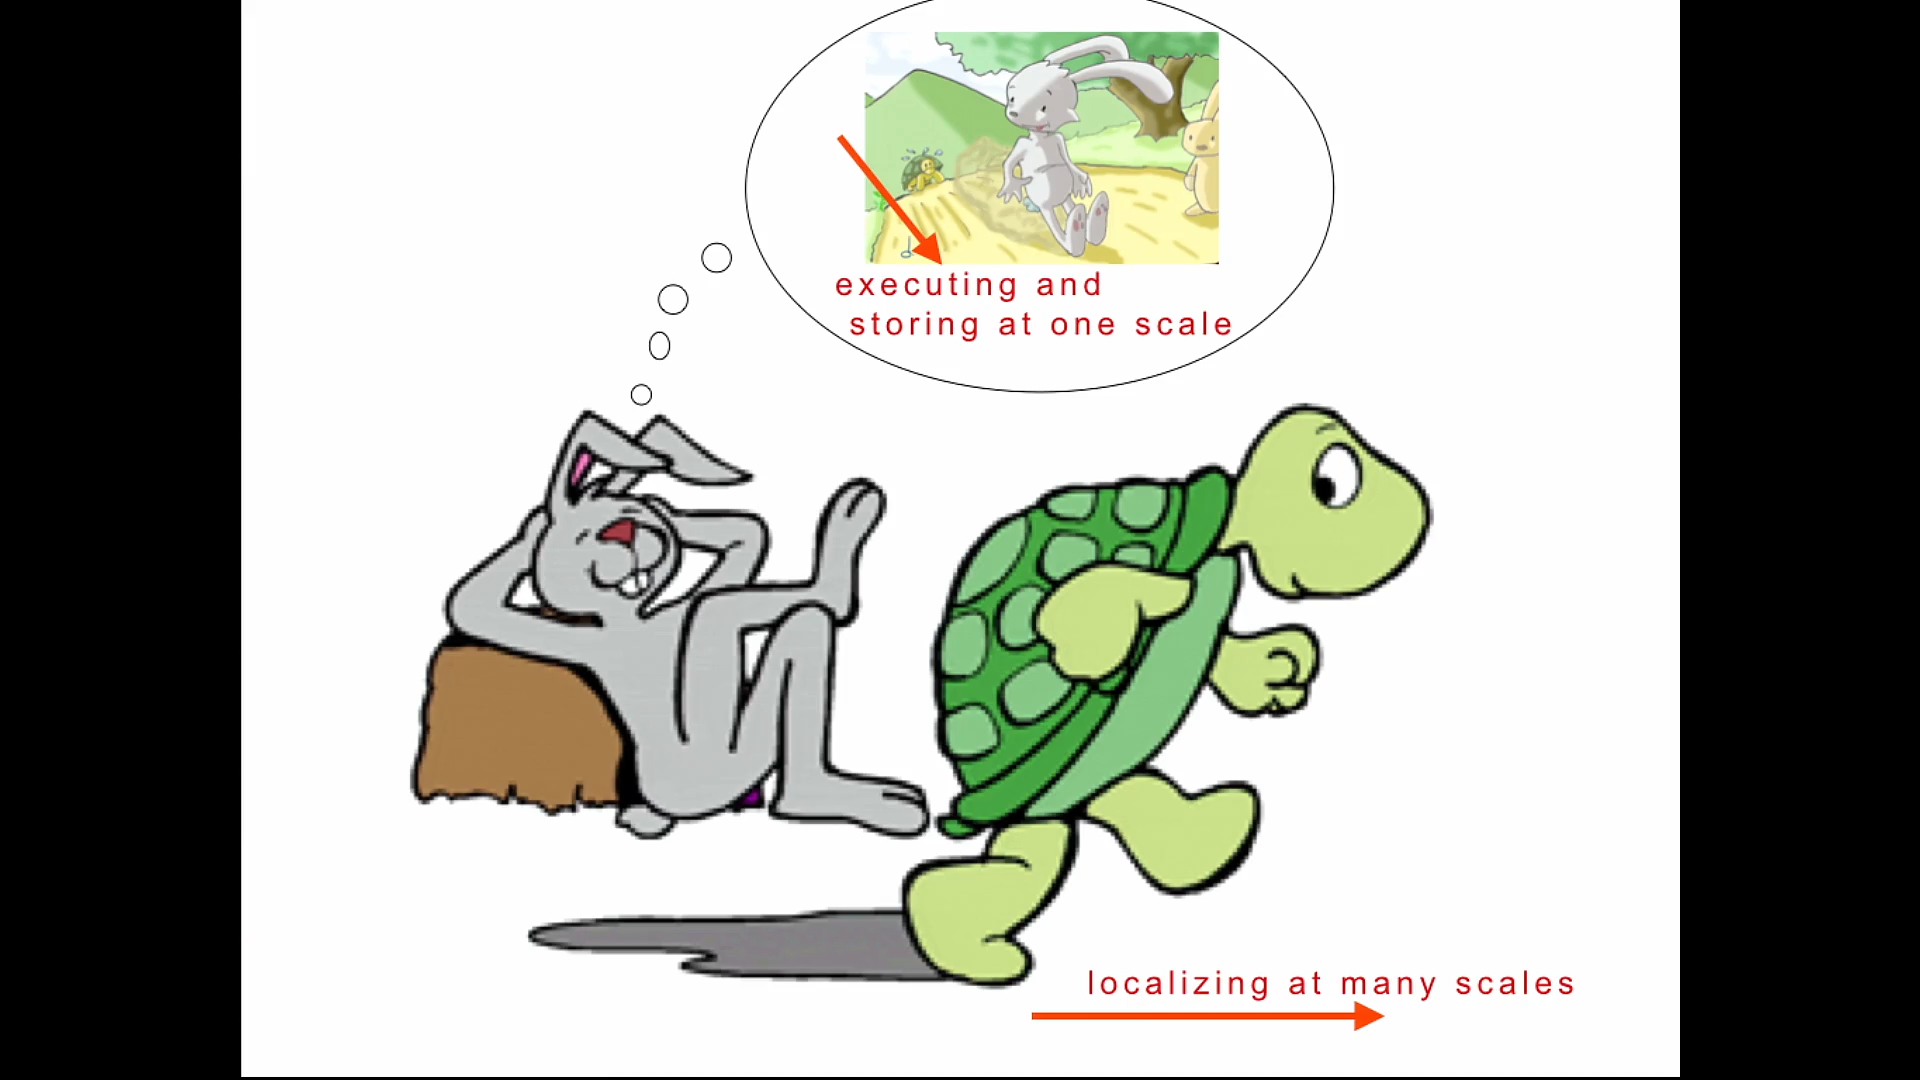 executing and
storing at one scale
localizing at many scales